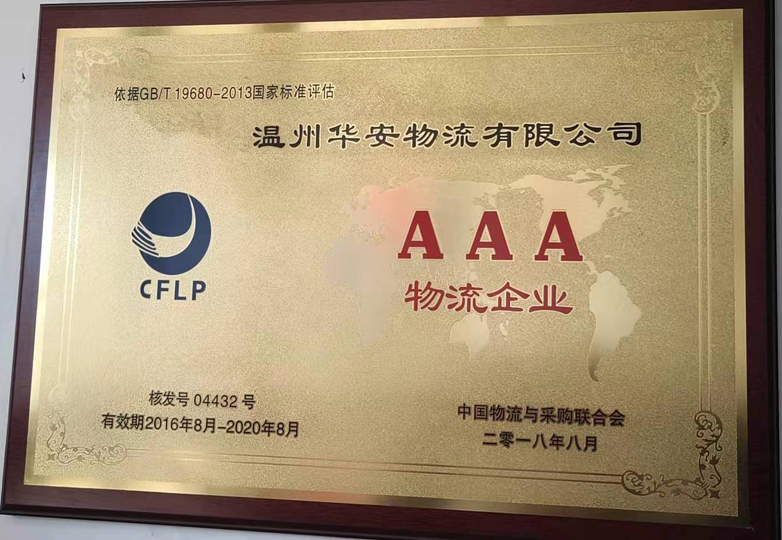 依据GB/T 19680-2013国家标准评估
温州华安物流有限公司
AAA
物流企业
CFLP
核发号 04432 号
有效期2016年8月-2020年8月
中国物流与采购联合会
二零一八年八月